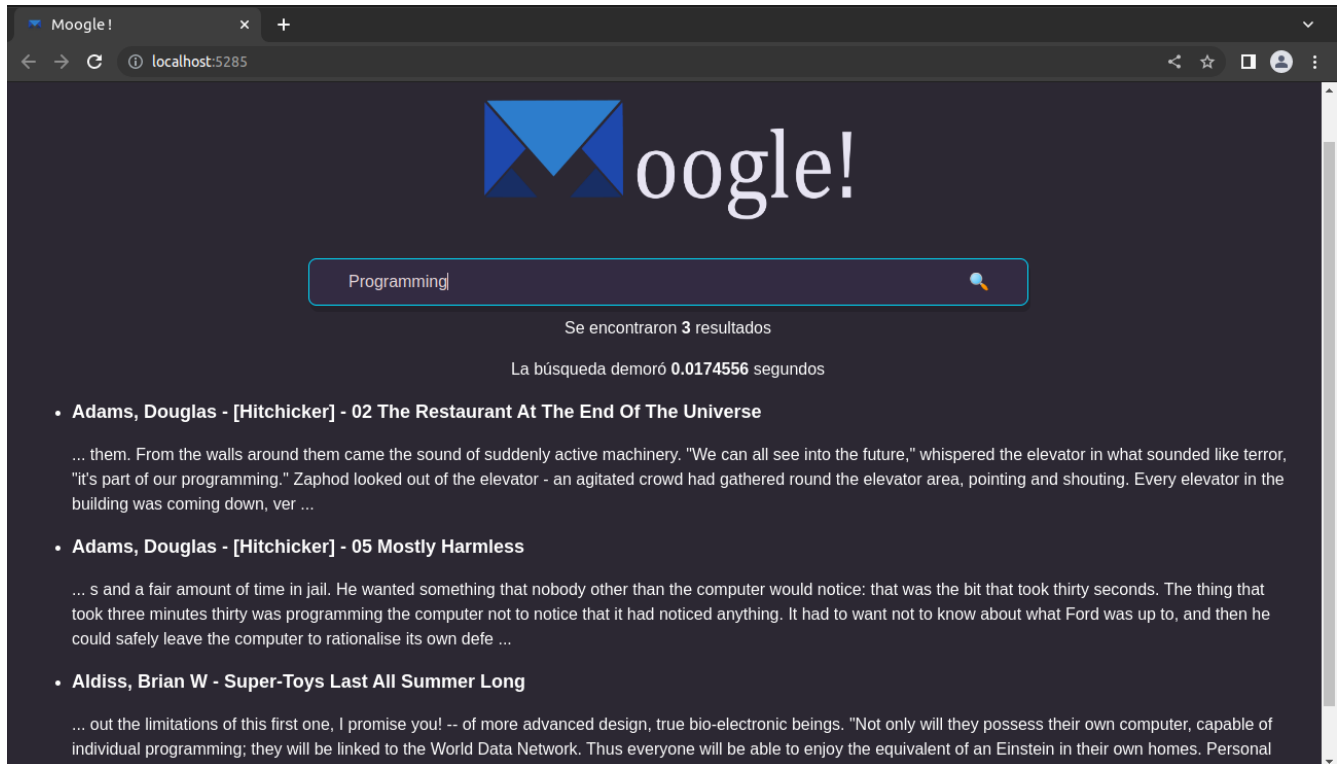 Moogle!
localhost:5285
Moogle!
Programming
Se encontraron 3 resultados
La búsqueda demoró 0.0174556 segundos
Adams, Douglas - [Hitchicker] - 02 The Restaurant At The End Of The Universe
... them. From the walls around them came the sound of suddenly active machinery. "We can all see into the future," whispered the elevator in what sounded like terror,
"it's part of our programming." Zaphod looked out of the elevator - an agitated crowd had gathered round the elevator area, pointing and shouting. Every elevator in the
building was coming down, ver ...
Adams, Douglas - [Hitchicker] - 05 Mostly Harmless
... s and a fair amount of time in jail. He wanted something that nobody other than the computer would notice: that was the bit that took thirty seconds. The thing that
took three minutes thirty was programming the computer not to notice that it had noticed anything. It had to want not to know about what Ford was up to, and then he
could safely leave the computer to rationalise its own defe ...
Aldiss, Brian W - Super-Toys Last All Summer Long
... out the limitations of this first one, I promise you! -- of more advanced design, true bio-electronic beings. "Not only will they possess their own computer, capable of
individual programming; they will be linked to the World Data Network. Thus everyone will be able to enjoy the equivalent of an Einstein in their own homes. Personal